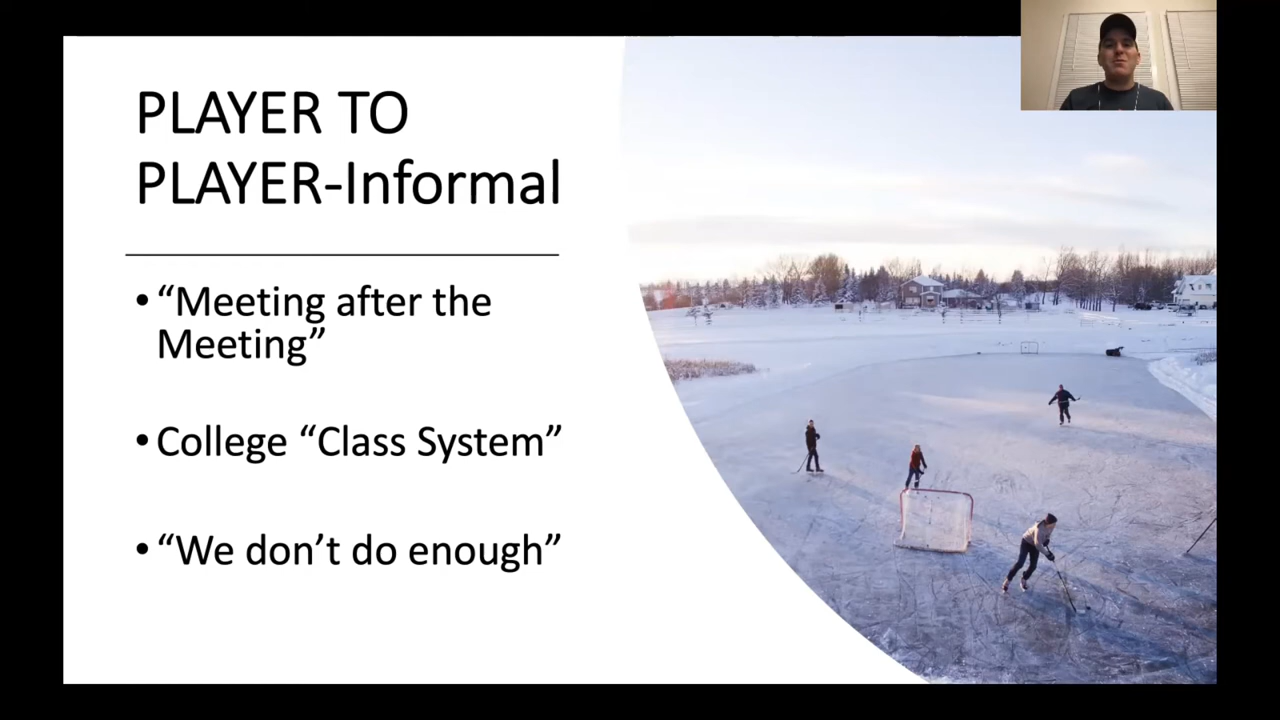 PLAYER TO
PLAYER-Informal
• “Meeting after the
Meeting”
• College “Class System”
• “We don’t do enough”